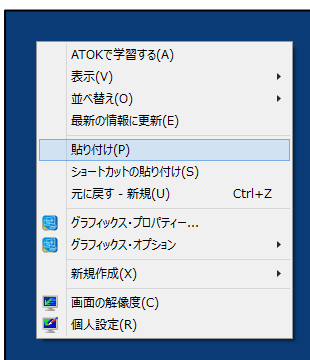 ATOKで学習する(A)
表示(V)
並べ替え(O)
最新の情報に更新(E)
貼り付け(P)
ショートカットの貼り付け(S)
元に戻す - 新規(U) Ctrl+Z
グラフィックス・プロパティー...
グラフィックス・オプション
新規作成(X)
画面の解像度(C)
個人設定(R)